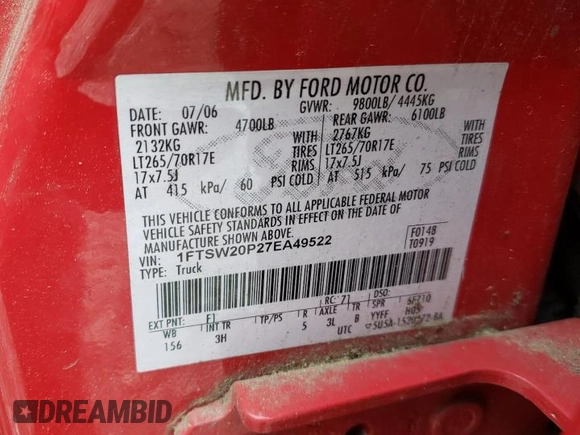 MFD. BY FORD MOTOR CO.
DATE: 07/06 GVWR: 9800LB/ 4445KG
FRONT GAWR: 4700LB REAR GAWR: 6100LB
2132KG WITH 2767KG WITH
LT265/70R17E TIRES LT265/70R17E TIRES
17x7.5J RIMS 17x7.5J RIMS
AT 415 kPa/ 60 PSI COLD AT 515 kPa/ 75 PSI COLD
THIS VEHICLE CONFORMS TO ALL APPLICABLE FEDERAL MOTOR
VEHICLE SAFETY STANDARDS IN EFFECT ON THE DATE OF
MANUFACTURE SHOWN ABOVE.
VIN: 1FTSW20P27EA49522 F0148
TYPE: Truck T0919
EXT PNT: F1 RC: 71 DSO:
WB INT TR TP/PS R AXLE TR SPR
156 3H 5 3L B YYFF
UTC
DREAMBID